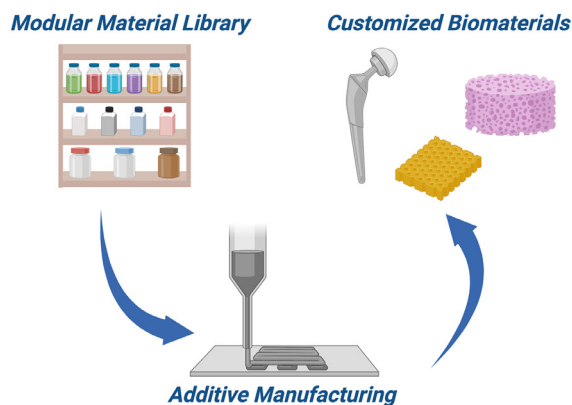 Modular Material Library
Customized Biomaterials
Additive Manufacturing